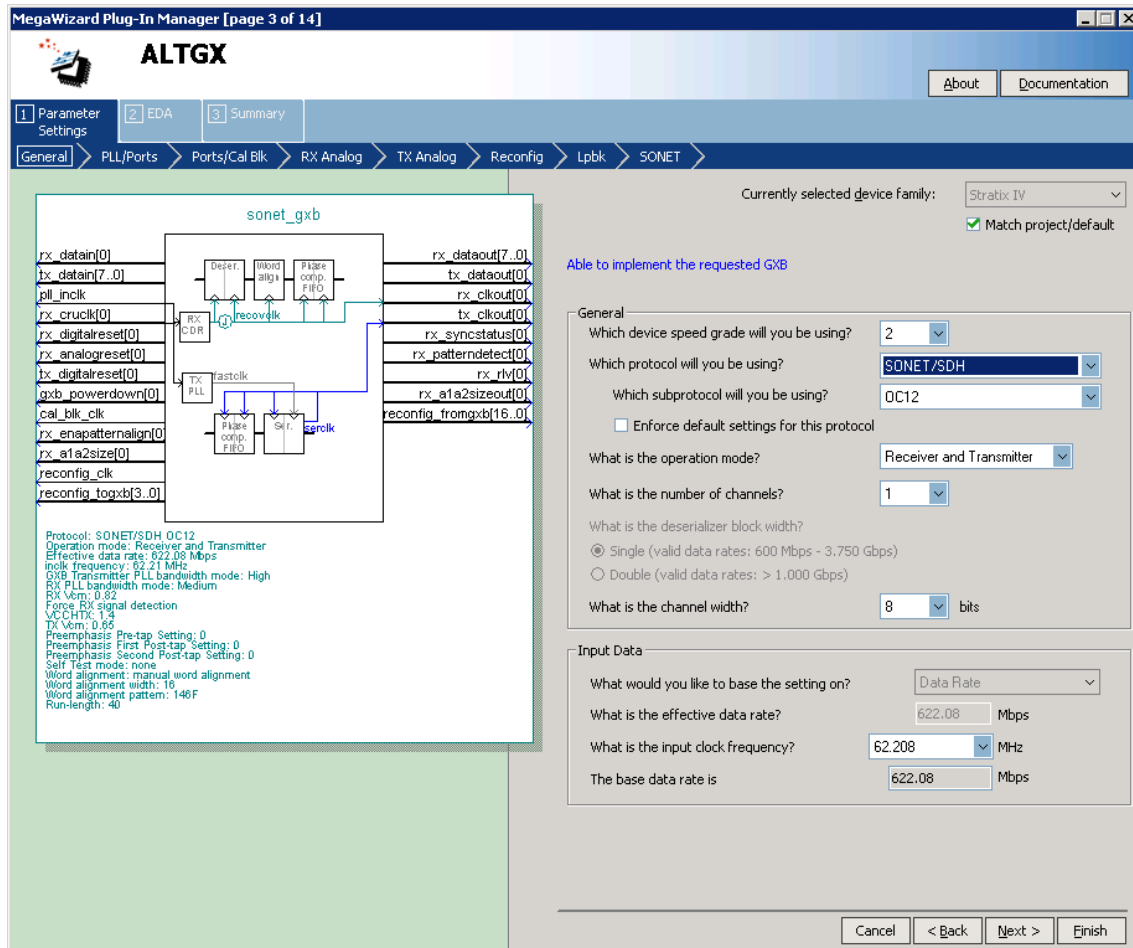 MegaWizard Plug-In Manager [page 3 of 14]
ALTGX
About
Documentation
1 Parameter Settings
2 EDA
3 Summary
General
PLL/Ports
Ports/Cal Blk
RX Analog
TX Analog
Reconfig
Lpbk
SONET
sonet_gxb
rx_datain[0]
tx_datain[7..0]
pll_inclk
rx_cruclk[0]
rx_digitalreset[0]
rx_analogreset[0]
tx_digitalreset[0]
gxb_powerdown[0]
cal_blk_clk
rx_enapatternalign[0]
rx_a1a2size[0]
reconfig_clk
reconfig_togxb[3..0]
Deser.
Word align
Phase comp. FIFO
RX CDR
recovclk
TX PLL
fastclk
Phase comp. FIFO
Ser.
serclk
rx_dataout[7..0]
tx_dataout[0]
rx_clkout[0]
tx_clkout[0]
rx_syncstatus[0]
rx_patterndetect[0]
rx_rlv[0]
rx_a1a2sizeout[0]
reconfig_fromgxb[16..0]
Protocol: SONET/SDH OC12
Operation mode: Receiver and Transmitter
Effective data rate: 622.08 Mbps
inclk frequency: 62.21 MHz
GXB Transmitter PLL bandwidth mode: High
RX PLL bandwidth mode: Medium
RX Vcm: 0.82
Force RX signal detection
VCCHTX: 1.4
TX Vcm: 0.65
Preemphasis Pre-tap Setting: 0
Preemphasis First Post-tap Setting: 0
Preemphasis Second Post-tap Setting: 0
Self Test mode: none
Word alignment: manual word alignment
Word alignment width: 16
Word alignment pattern: 146F
Run-length: 40
Currently selected device family:
Stratix IV
Match project/default
Able to implement the requested GXB
General
Which device speed grade will you be using?
2
Which protocol will you be using?
SONET/SDH
Which subprotocol will you be using?
OC12
Enforce default settings for this protocol
What is the operation mode?
Receiver and Transmitter
What is the number of channels?
1
What is the deserializer block width?
Single (valid data rates: 600 Mbps - 3.750 Gbps)
Double (valid data rates: > 1.000 Gbps)
What is the channel width?
8
bits
Input Data
What would you like to base the setting on?
Data Rate
What is the effective data rate?
622.08
Mbps
What is the input clock frequency?
62.208
MHz
The base data rate is
622.08
Mbps
Cancel
< Back
Next >
Finish